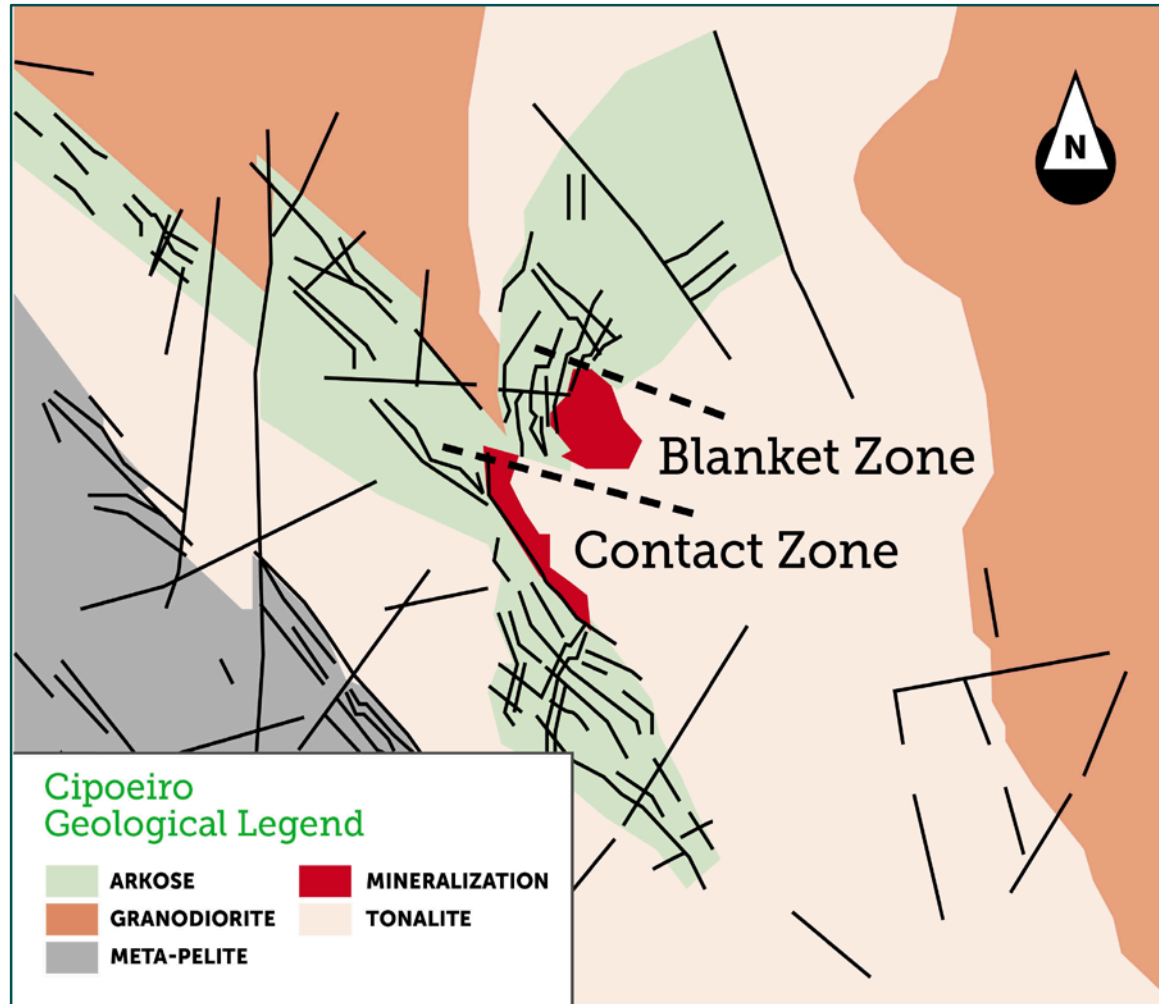 N
Blanket Zone
Contact Zone
Cipoeiro
Geological Legend
ARKOSE
MINERALIZATION
GRANODIORITE
TONALITE
META-PELITE